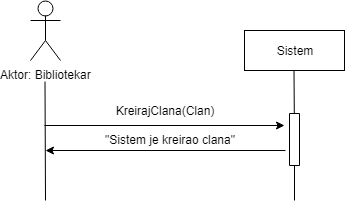 Sistem
Aktor: Bibliotekar
KreirajClana(Clan)
"Sistem je kreirao clana"